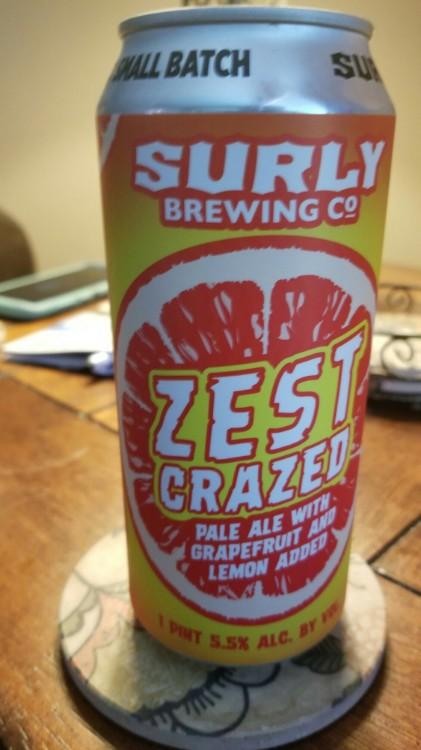 SMALL BATCH
SURLY
BREWING Cº
ZEST
CRAZED
PALE ALE WITH
GRAPEFRUIT AND
LEMON ADDED
1 PINT 5.5% ALC. BY